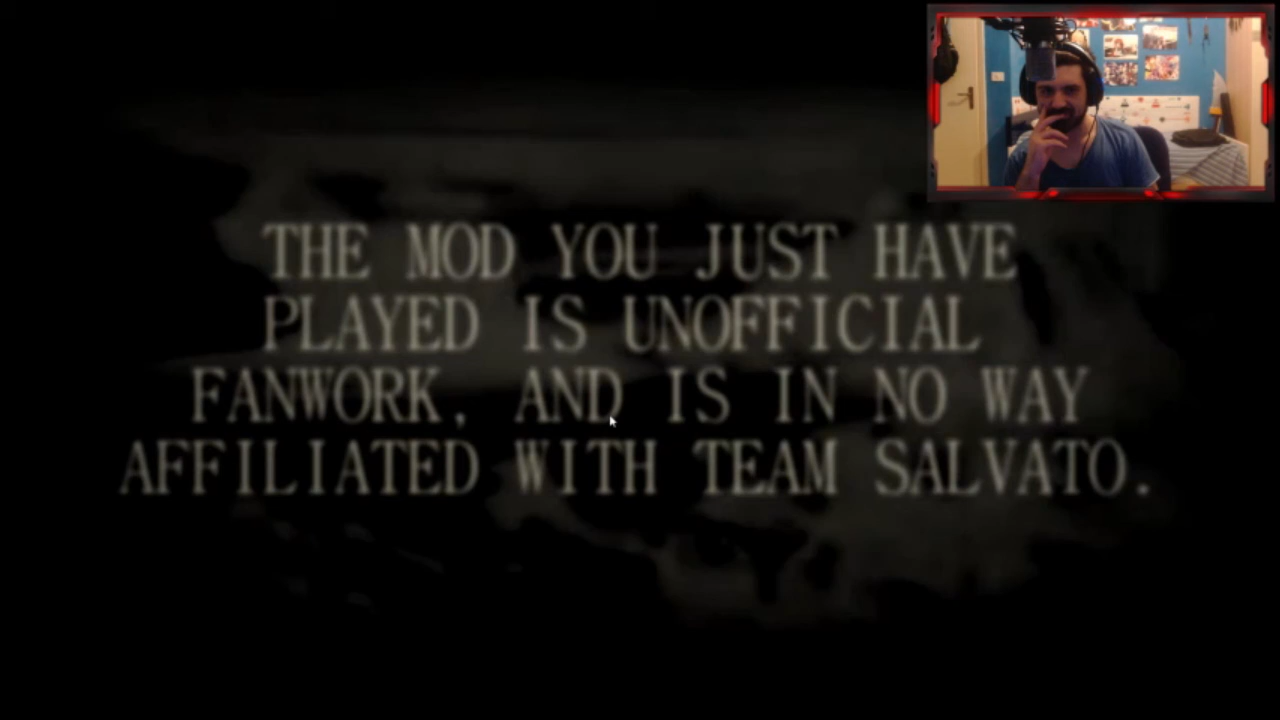 THE MOD YOU JUST HAVE
PLAYED IS UNOFFICIAL
FANWORK, AND IS IN NO WAY
AFFILIATED WITH TEAM SALVATO.